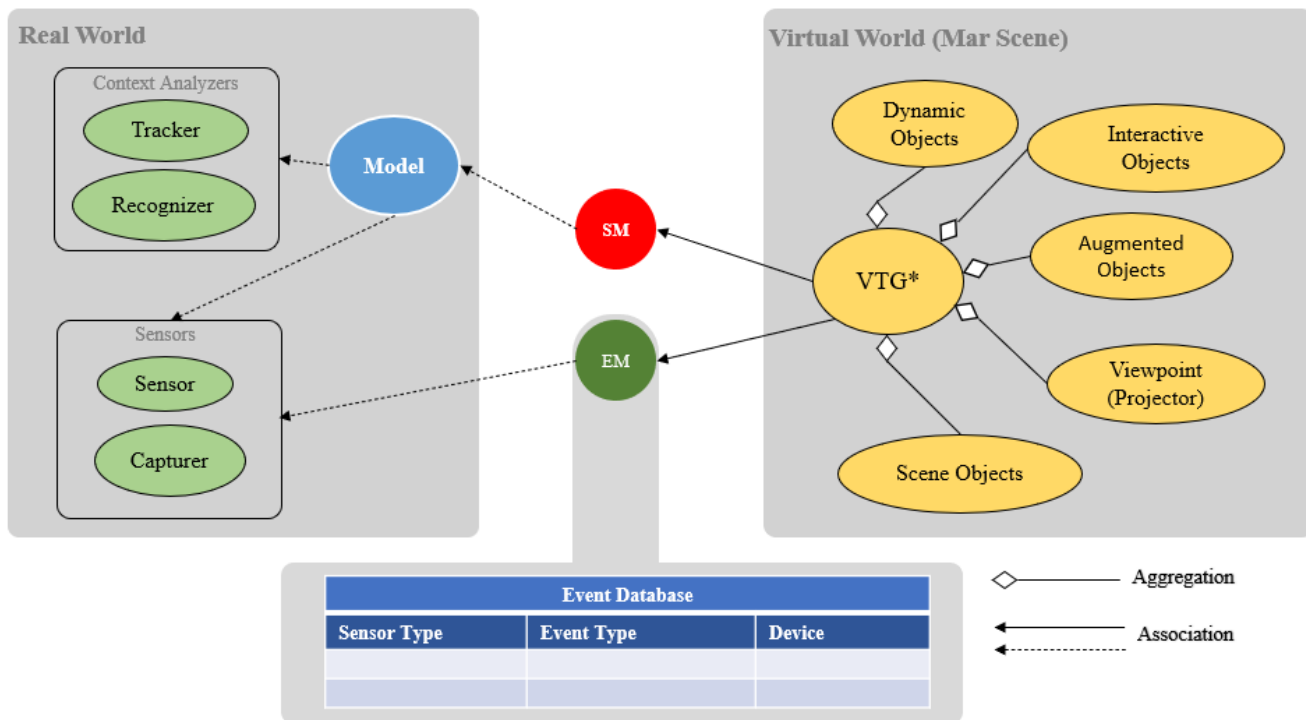 Real World
Context Analyzers
Tracker
Recognizer
Model
Sensors
Sensor
Capturer
SM
EM
Virtual World (Mar Scene)
Dynamic
Objects
Interactive
Objects
Augmented
Objects
VTG*
Viewpoint
(Projector)
Scene Objects
Event Database
Sensor Type Event Type Device
Aggregation
Association